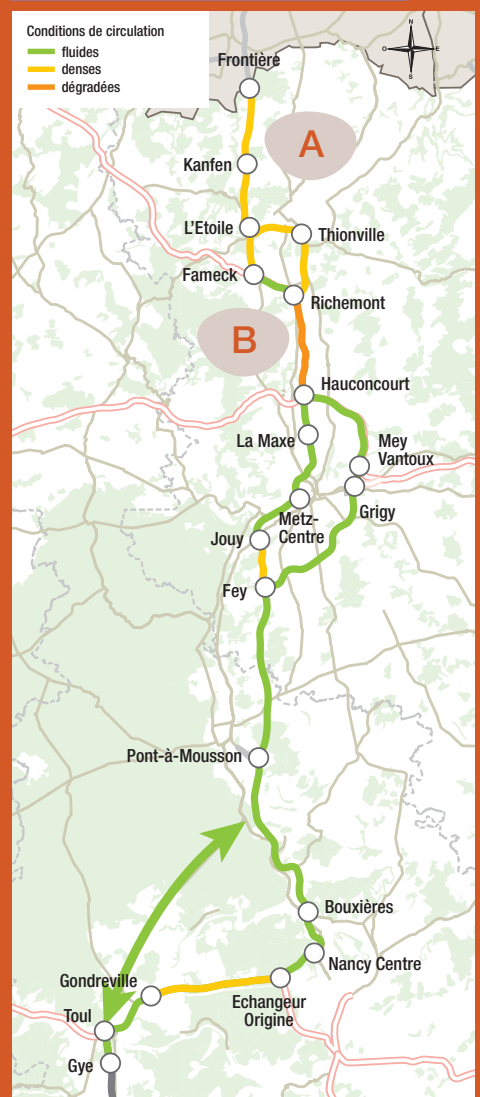 Conditions de circulation
fluides
denses
dégradées
N
O
E
S
Frontière
A
Kanfen
L'Etoile
Thionville
Fameck
Richemont
B
Hauconcourt
La Maxe
Mey
Vantoux
Metz-
Centre
Grigy
Jouy
Fey
Pont-à-Mousson
Bouxières
Nancy Centre
Gondreville
Echangeur
Origine
Toul
Gye